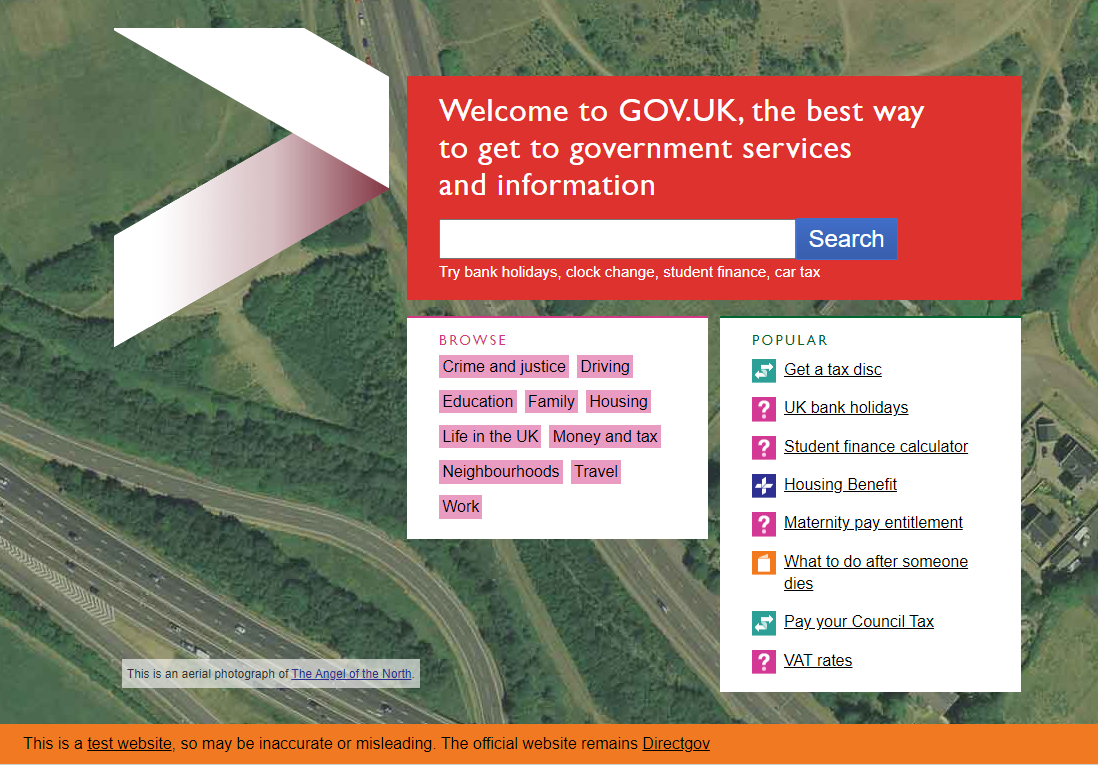 Welcome to GOV.UK, the best way
to get to government services
and information
Search
Try bank holidays, clock change, student finance, car tax
BROWSE
Crime and justice Driving
Education Family Housing
Life in the UK Money and tax
Neighbourhoods Travel
Work
POPULAR
Get a tax disc
? UK bank holidays
? Student finance calculator
Housing Benefit
? Maternity pay entitlement
What to do after someone
dies
Pay your Council Tax
? VAT rates
This is an aerial photograph of The Angel of the North.
This is a test website, so may be inaccurate or misleading. The official website remains Directgov